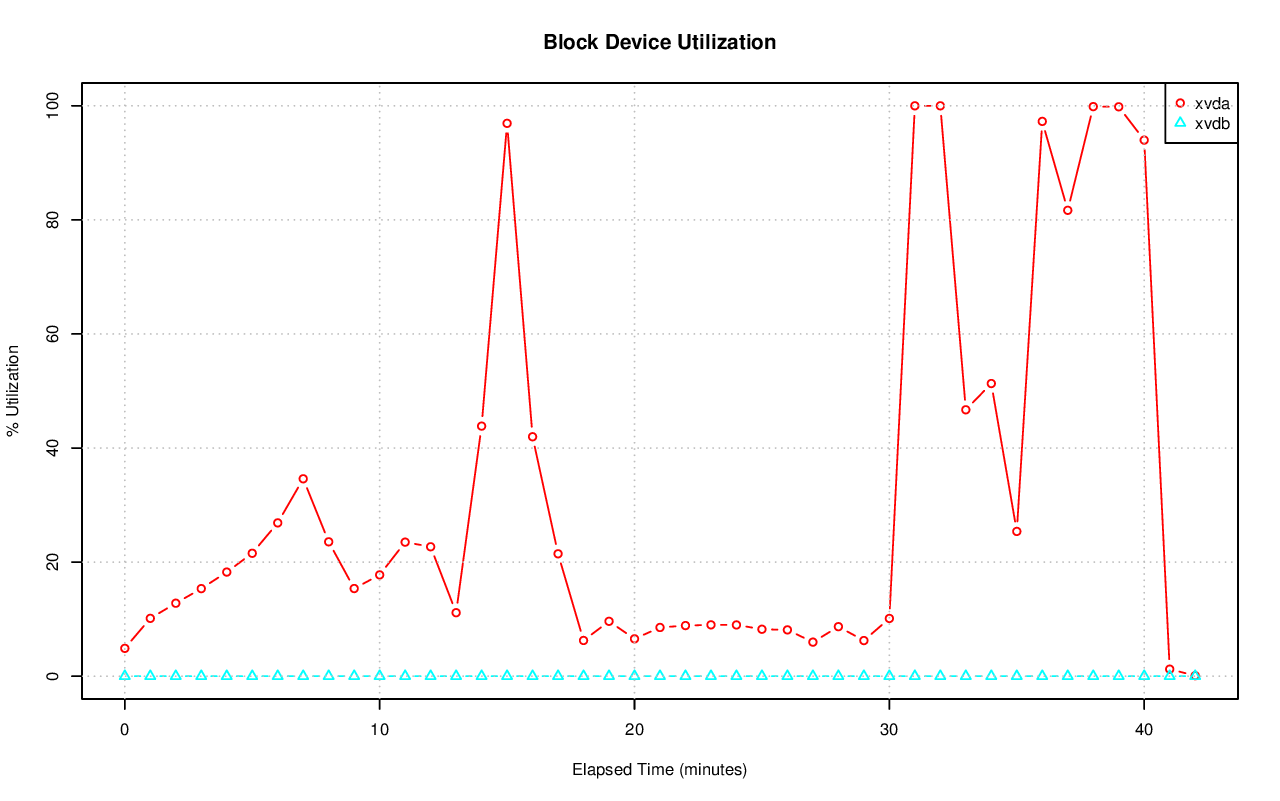 Block Device Utilization
xvda
xvdb
% Utilization
100
80
60
40
20
0
0 10 20 30 40
Elapsed Time (minutes)